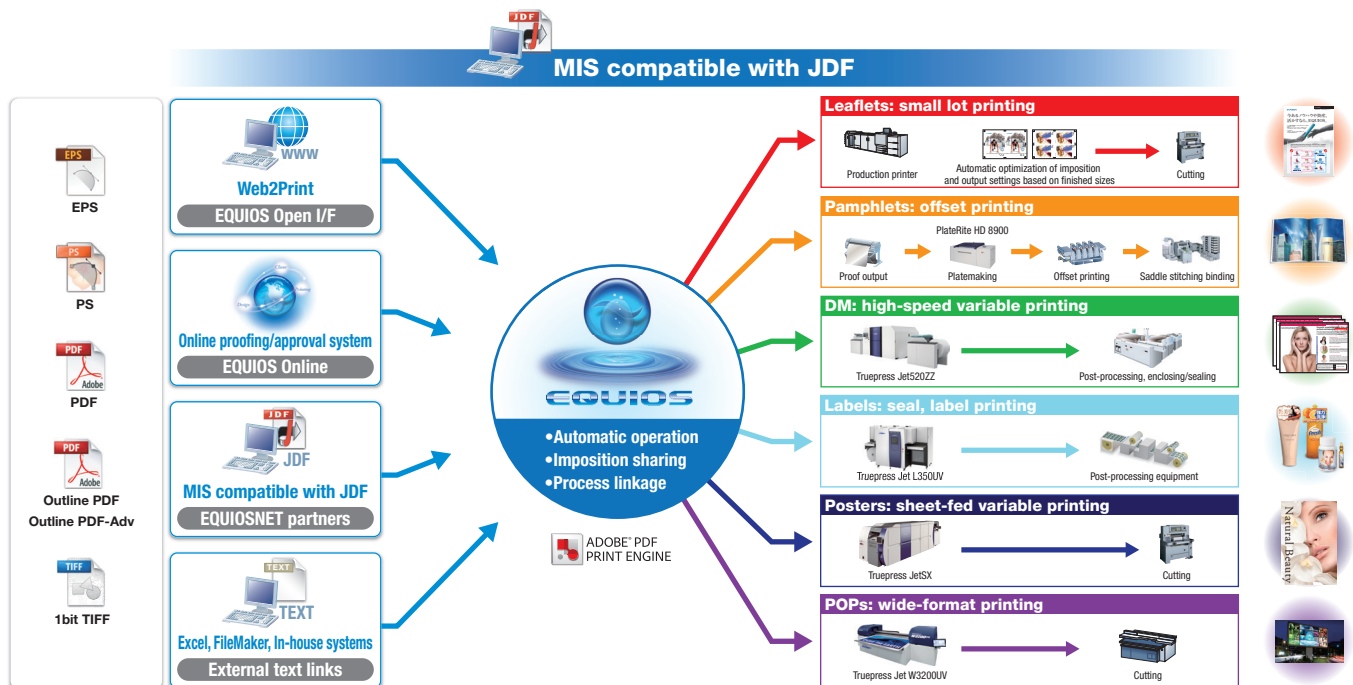 JDF
MIS compatible with JDF
EPS
EPS
PS
PS
PDF
Adobe
PDF
PDF
Adobe
Outline PDF
Outline PDF-Adv
TIFF
1bit TIFF
WWW
Web2Print
EQUIOS Open I/F
Online proofing/approval system
EQUIOS Online
JDF
JDF
MIS compatible with JDF
EQUIOSNET partners
TEXT
TEXT
Excel, FileMaker, In-house systems
External text links
EQUIOS
•Automatic operation
•Imposition sharing
•Process linkage
ADOBE® PDF
PRINT ENGINE
Leaflets: small lot printing
Production printer
Automatic optimization of imposition
and output settings based on finished sizes
Cutting
Pamphlets: offset printing
PlateRite HD 8900
Proof output
Platemaking
Offset printing
Saddle stitching binding
DM: high-speed variable printing
Truepress Jet520ZZ
Post-processing, enclosing/sealing
Labels: seal, label printing
Truepress Jet L350UV
Post-processing equipment
Posters: sheet-fed variable printing
Truepress JetSX
Cutting
Natural Beauty
POPs: wide-format printing
Truepress Jet W3200UV
Cutting